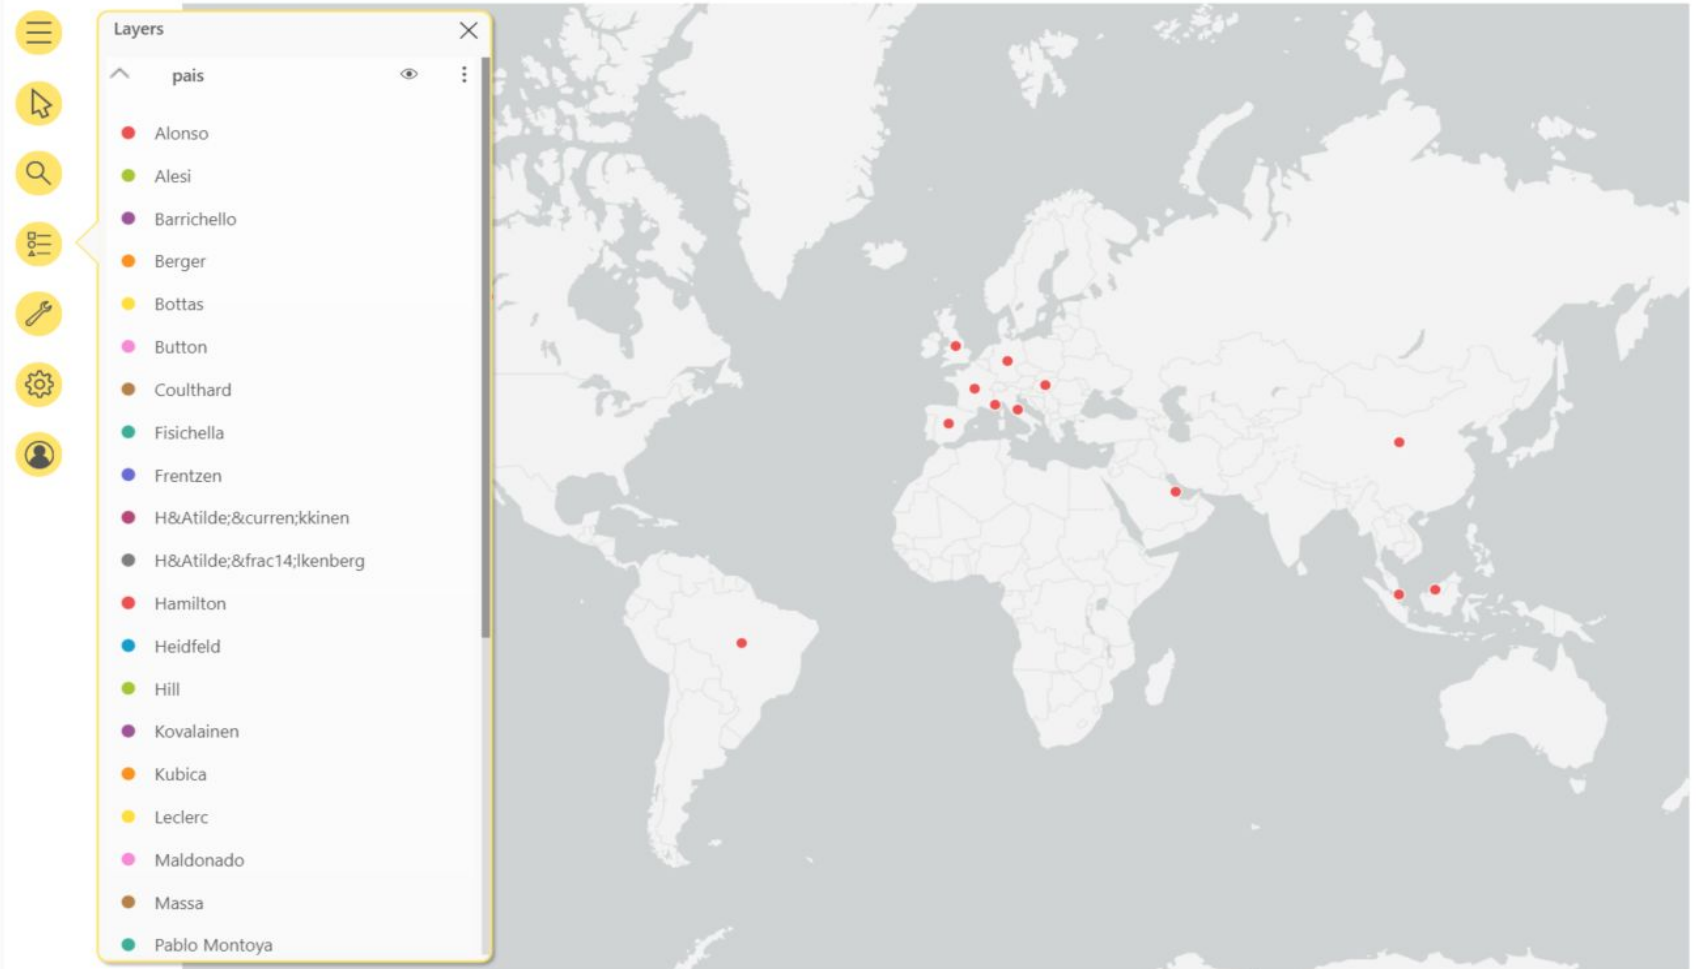 Layers
pais
Alonso
Alesi
Barrichello
Berger
Bottas
Button
Coulthard
Fisichella
Frentzen
H&Atilde;&curren;kkinen
H&Atilde;&frac14;lkenberg
Hamilton
Heidfeld
Hill
Kovalainen
Kubica
Leclerc
Maldonado
Massa
Pablo Montoya